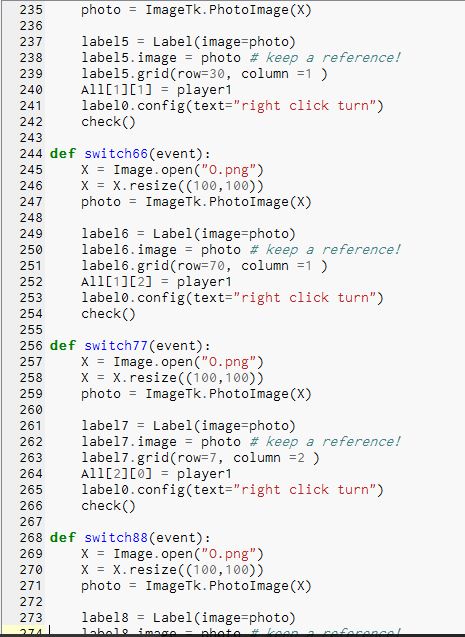 235 photo = ImageTk.PhotoImage(X)
236
237 label5 = Label(image=photo)
238 label5.image = photo # keep a reference!
239 label5.grid(row=30, column =1 )
240 All[1][1] = player1
241 label0.config(text="right click turn")
242 check()
243
244 def switch66(event):
245 X = Image.open("O.png")
246 X = X.resize((100,100))
247 photo = ImageTk.PhotoImage(X)
248
249 label6 = Label(image=photo)
250 label6.image = photo # keep a reference!
251 label6.grid(row=70, column =1 )
252 All[1][2] = player1
253 label0.config(text="right click turn")
254 check()
255
256 def switch77(event):
257 X = Image.open("O.png")
258 X = X.resize((100,100))
259 photo = ImageTk.PhotoImage(X)
260
261 label7 = Label(image=photo)
262 label7.image = photo # keep a reference!
263 label7.grid(row=7, column =2 )
264 All[2][0] = player1
265 label0.config(text="right click turn")
266 check()
267
268 def switch88(event):
269 X = Image.open("O.png")
270 X = X.resize((100,100))
271 photo = ImageTk.PhotoImage(X)
272
273 label8 = Label(image=photo)
274 label8.image = photo # keep a reference!